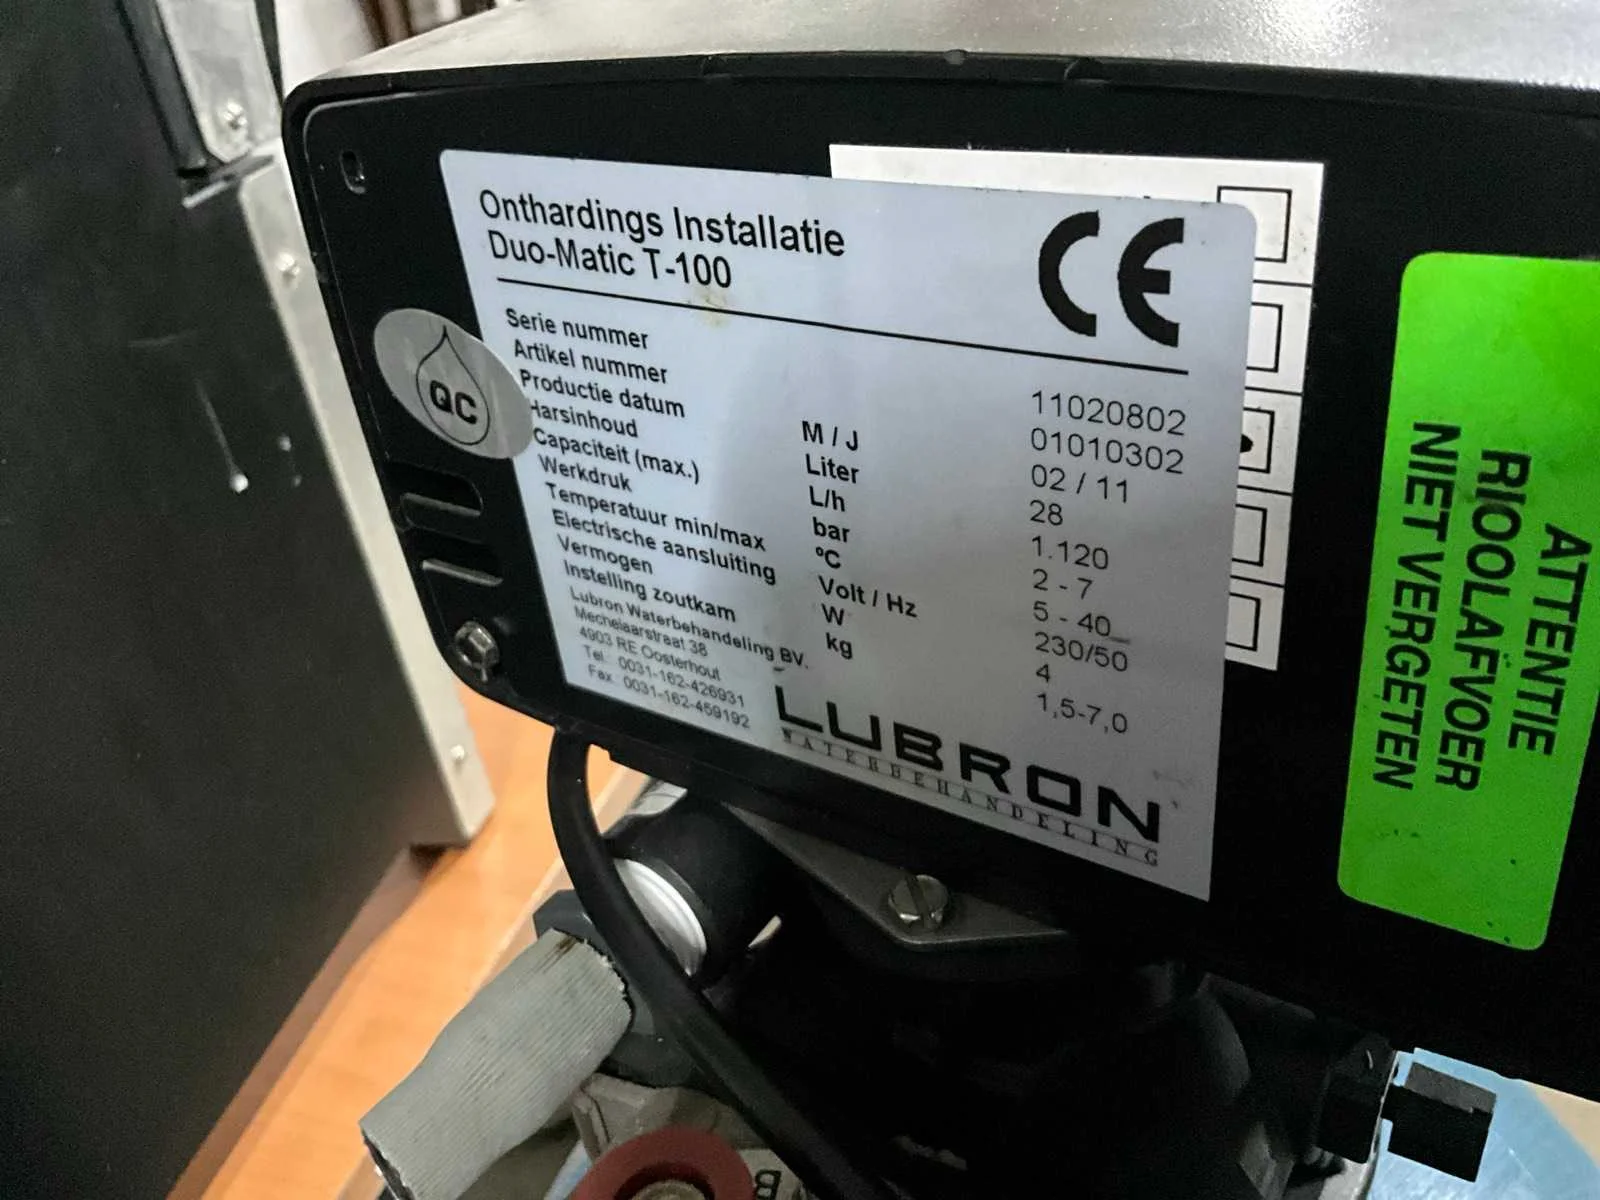 Onthardings Installatie
Duo-Matic T-100
CE
Serie nummer 11020802
Artikel nummer 01010302
Productie datum M / J 02 / 11
Harsinhoud Liter 28
Capaciteit (max.) L/h 1.120
Werkdruk bar 2 - 7
Temperatuur min/max ºC 5 - 40
Electrische aansluiting Volt / Hz 230/50
Vermogen W 4
Instelling zoutkam kg 1,5-7,0
Lubron Waterbehandeling BV.
Mechelaarstraat 38
4903 RE Oosterhout
Tel. 0031-162-426931
Fax 0031-162-459192
LUBRON
WATERBEHANDELING
QC
ATTENTIE
RIOOLAFVOER
NIET VERGETEN
B